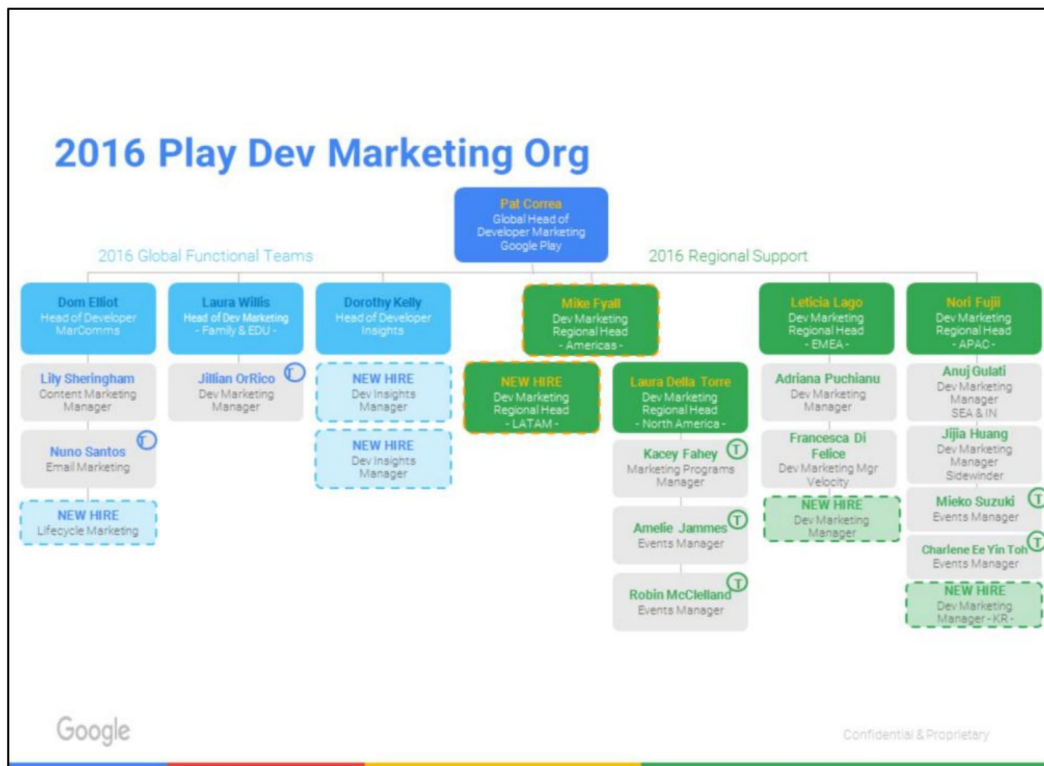 2016 Play Dev Marketing Org
Pat Correa
Global Head of
Developer Marketing
Google Play
2016 Global Functional Teams
2016 Regional Support
Dom Elliot
Head of Developer
MarComms
Lily Sheringham
Content Marketing
Manager
Nuno Santos
T
Email Marketing
NEW HIRE
Lifecycle Marketing
Laura Willis
Head of Dev Marketing
- Family & EDU -
Jillian OrRico
T
Dev Marketing
Manager
Dorothy Kelly
Head of Developer
Insights
NEW HIRE
Dev Insights
Manager
NEW HIRE
Dev Insights
Manager
Mike Fyall
Dev Marketing
Regional Head
- Americas -
NEW HIRE
Dev Marketing
Regional Head
- LATAM -
Laura Della Torre
Dev Marketing
Regional Head
- North America -
Kacey Fahey
T
Marketing Programs
Manager
Amelie Jammes
T
Events Manager
Robin McClelland
T
Events Manager
Leticia Lago
Dev Marketing
Regional Head
- EMEA -
Adriana Puchianu
Dev Marketing
Manager
Francesca Di
Felice
Dev Marketing Mgr
Velocity
NEW HIRE
Dev Marketing
Manager
Nori Fujii
Dev Marketing
Regional Head
- APAC -
Anuj Gulati
Dev Marketing
Manager
SEA & IN
Jijia Huang
Dev Marketing
Manager
Sidewinder
Mieko Suzuki
T
Events Manager
Charlene Ee Yin Toh
T
Events Manager
NEW HIRE
Dev Marketing
Manager - KR -
Google
Confidential & Proprietary